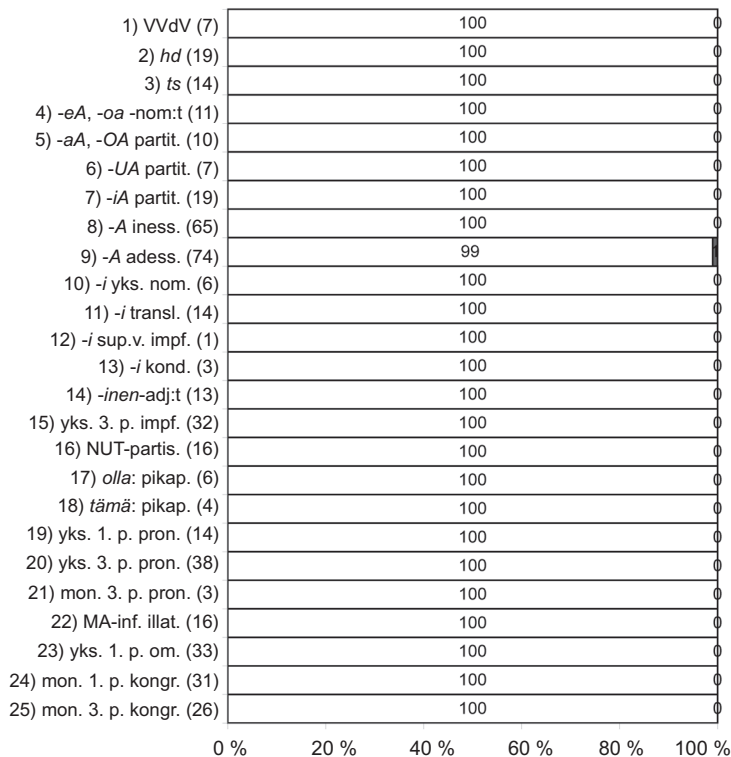 1) VVdV (7) 100 0
2) hd (19) 100 0
3) ts (14) 100 0
4) -eA, -oa -nom:t (11) 100 0
5) -aA, -OA partit. (10) 100 0
6) -UA partit. (7) 100 0
7) -iA partit. (19) 100 0
8) -A iness. (65) 100 0
9) -A adess. (74) 99 1
10) -i yks. nom. (6) 100 0
11) -i transl. (14) 100 0
12) -i sup.v. impf. (1) 100 0
13) -i kond. (3) 100 0
14) -inen-adj:t (13) 100 0
15) yks. 3. p. impf. (32) 100 0
16) NUT-partis. (16) 100 0
17) olla: pikap. (6) 100 0
18) tämä: pikap. (4) 100 0
19) yks. 1. p. pron. (14) 100 0
20) yks. 3. p. pron. (38) 100 0
21) mon. 3. p. pron. (3) 100 0
22) MA-inf. illat. (16) 100 0
23) yks. 1. p. om. (33) 100 0
24) mon. 1. p. kongr. (31) 100 0
25) mon. 3. p. kongr. (26) 100 0
0 % 20 % 40 % 60 % 80 % 100 %